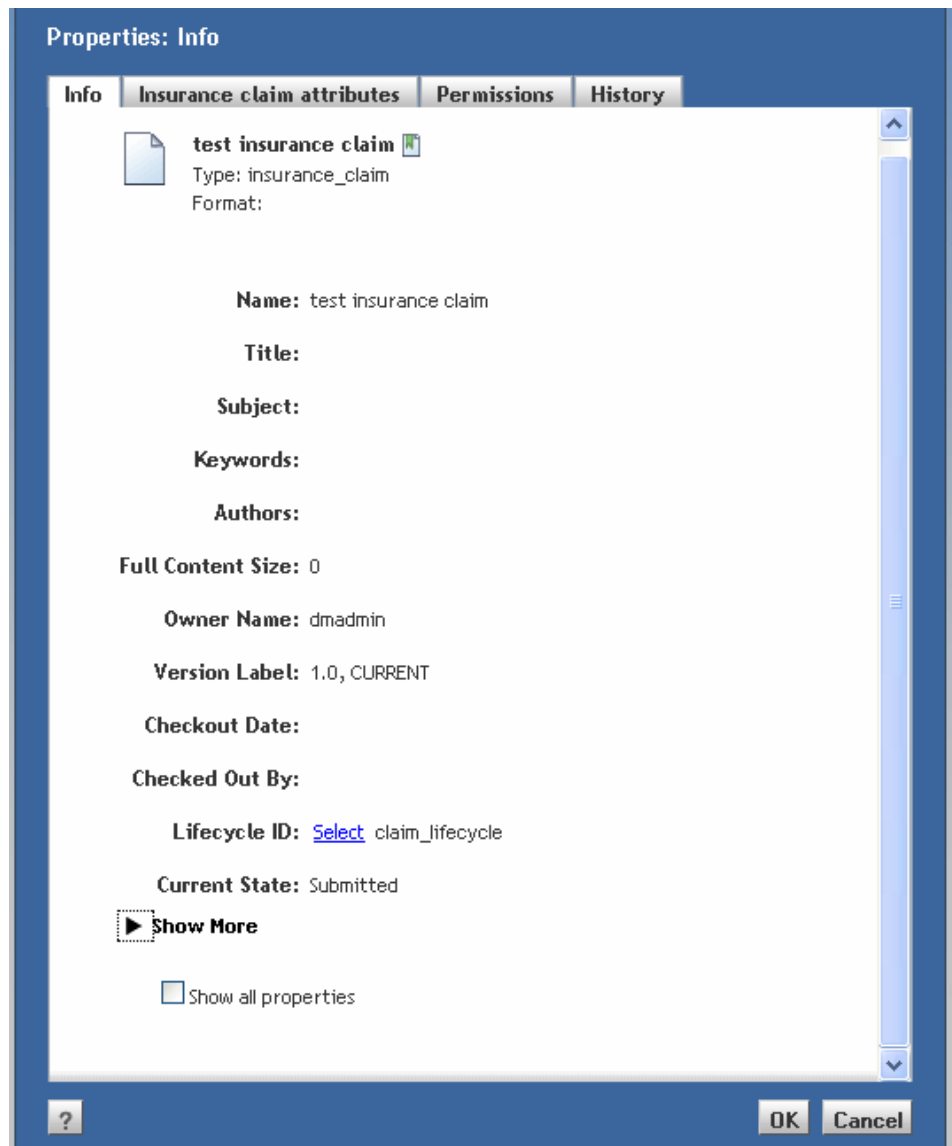 Properties: Info
Info Insurance claim attributes Permissions History
test insurance claim
Type: insurance_claim
Format:
Name: test insurance claim
Title:
Subject:
Keywords:
Authors:
Full Content Size: 0
Owner Name: dmadmin
Version Label: 1.0, CURRENT
Checkout Date:
Checked Out By:
Lifecycle ID: Select claim_lifecycle
Current State: Submitted
Show More
Show all properties
? OK Cancel